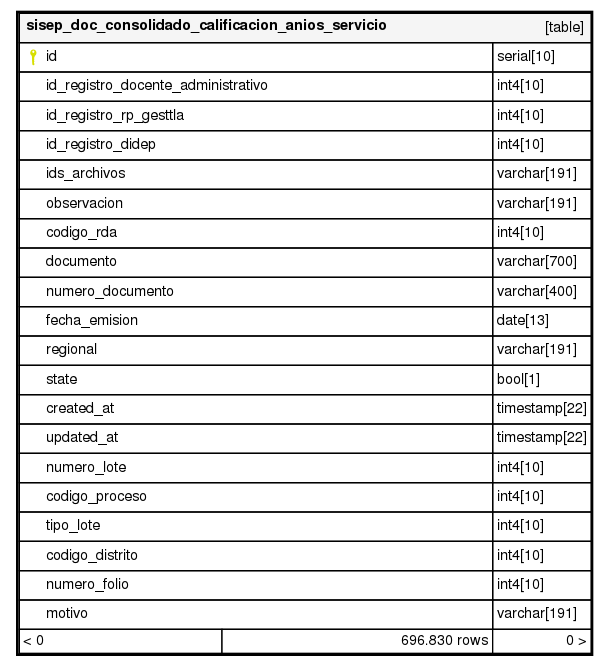 sisep_doc_consolidado_calificacion_anios_servicio [table]
id serial[10]
id_registro_docente_administrativo int4[10]
id_registro_rp_gesttla int4[10]
id_registro_didep int4[10]
ids_archivos varchar[191]
observacion varchar[191]
codigo_rda int4[10]
documento varchar[700]
numero_documento varchar[400]
fecha_emision date[13]
regional varchar[191]
state bool[1]
created_at timestamp[22]
updated_at timestamp[22]
numero_lote int4[10]
codigo_proceso int4[10]
tipo_lote int4[10]
codigo_distrito int4[10]
numero_folio int4[10]
motivo varchar[191]
< 0 696.830 rows 0 >